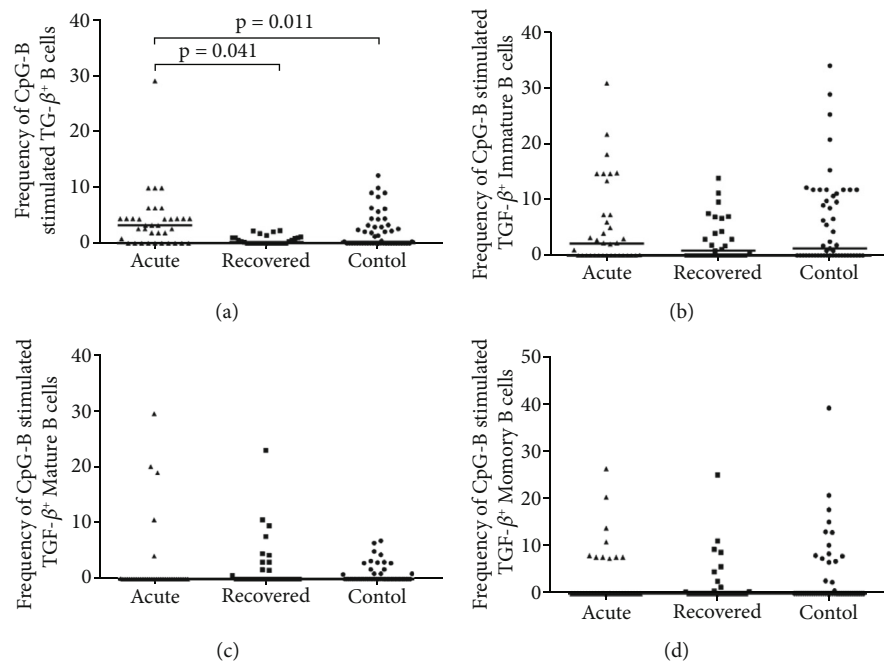 Frequency of CpG-B
stimulated TG-β+ B cells
40
30
20
10
0
p = 0.011
p = 0.041
Acute Recovered Contol
(a)
Frequency of CpG-B stimulated
TGF-β+ Immature B cells
40
30
20
10
0
Acute Recovered Contol
(b)
Frequency of CpG-B stimulated
TGF-β+ Mature B cells
40
30
20
10
0
Acute Recovered Contol
(c)
Frequency of CpG-B stimulated
TGF-β+ Momory B cells
50
40
30
20
10
0
Acute Recovered Contol
(d)